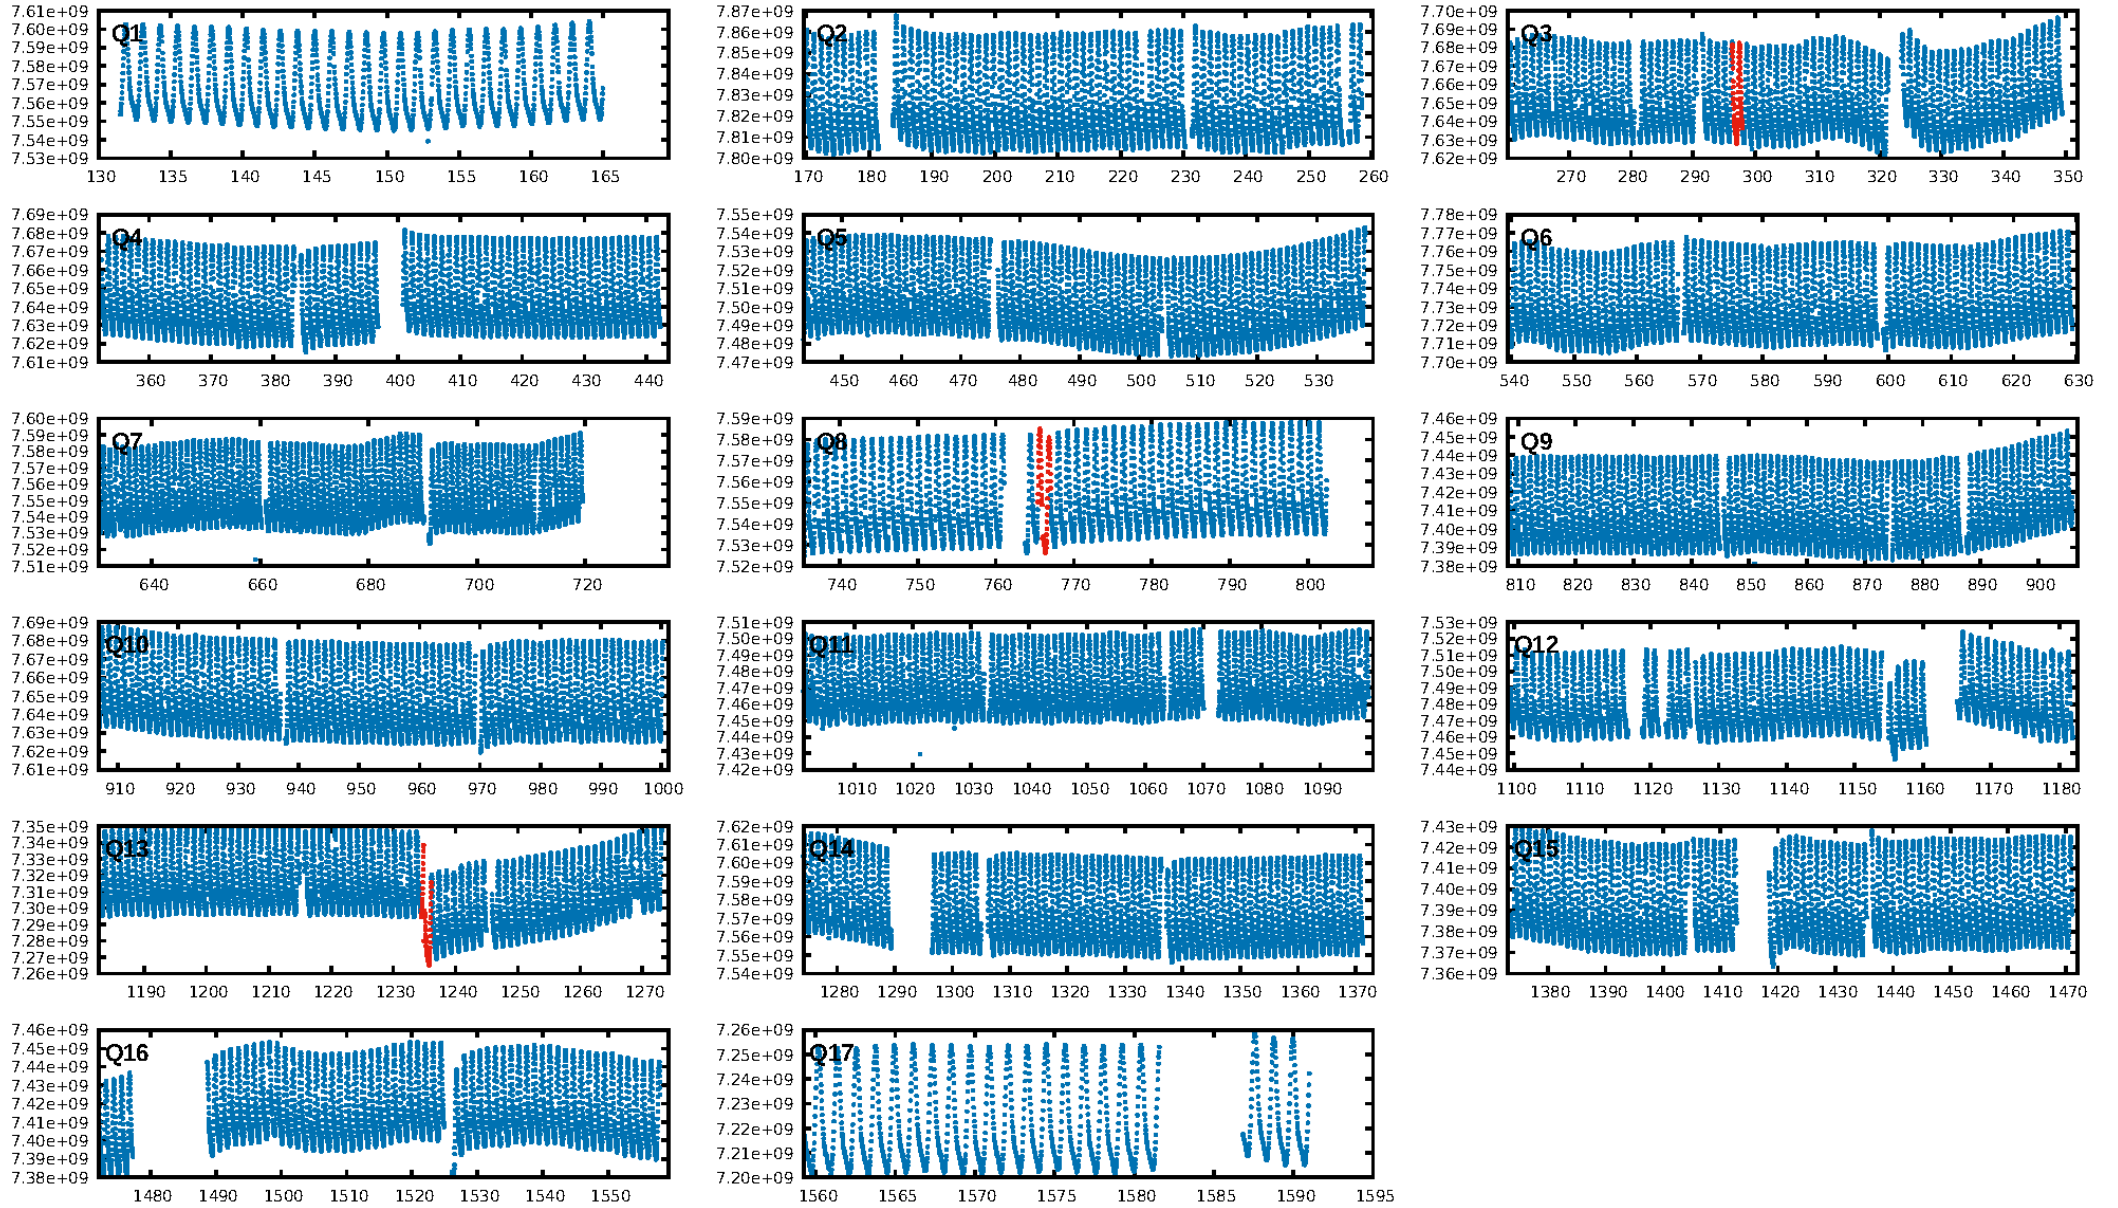 7.61e+09 7.60e+09 7.59e+09 7.58e+09 7.57e+09 7.56e+09 7.55e+09 7.54e+09 7.53e+09
Q1
130 135 140 145 150 155 160 165
7.87e+09 7.86e+09 7.84e+09 7.83e+09 7.82e+09 7.81e+09 7.80e+09
Q2
170 180 190 200 210 220 230 240 250 260
7.70e+09 7.69e+09 7.68e+09 7.67e+09 7.65e+09 7.64e+09 7.63e+09 7.62e+09
Q3
270 280 290 300 310 320 330 340 350
7.69e+09 7.68e+09 7.67e+09 7.66e+09 7.65e+09 7.64e+09 7.63e+09 7.62e+09 7.61e+09
Q4
360 370 380 390 400 410 420 430 440
7.55e+09 7.54e+09 7.53e+09 7.52e+09 7.51e+09 7.50e+09 7.49e+09 7.48e+09 7.47e+09
Q5
450 460 470 480 490 500 510 520 530
7.78e+09 7.77e+09 7.76e+09 7.75e+09 7.74e+09 7.73e+09 7.72e+09 7.71e+09 7.70e+09
Q6
540 550 560 570 580 590 600 610 620 630
7.60e+09 7.59e+09 7.58e+09 7.57e+09 7.56e+09 7.55e+09 7.54e+09 7.53e+09 7.52e+09 7.51e+09
Q7
640 660 680 700 720
7.59e+09 7.58e+09 7.57e+09 7.55e+09 7.54e+09 7.53e+09 7.52e+09
Q8
740 750 760 770 780 790 800
7.46e+09 7.45e+09 7.44e+09 7.42e+09 7.41e+09 7.40e+09 7.39e+09 7.38e+09
Q9
810 820 830 840 850 860 870 880 890 900
7.69e+09 7.68e+09 7.67e+09 7.66e+09 7.65e+09 7.64e+09 7.63e+09 7.62e+09 7.61e+09
Q10
910 920 930 940 950 960 970 980 990 1000
7.51e+09 7.50e+09 7.49e+09 7.48e+09 7.47e+09 7.46e+09 7.45e+09 7.44e+09 7.43e+09 7.42e+09
Q11
1010 1020 1030 1040 1050 1060 1070 1080 1090
7.53e+09 7.52e+09 7.51e+09 7.50e+09 7.49e+09 7.48e+09 7.47e+09 7.46e+09 7.45e+09 7.44e+09
Q12
1100 1110 1120 1130 1140 1150 1160 1170 1180
7.35e+09 7.34e+09 7.33e+09 7.32e+09 7.31e+09 7.30e+09 7.29e+09 7.28e+09 7.27e+09 7.26e+09
Q13
1190 1200 1210 1220 1230 1240 1250 1260 1270
7.62e+09 7.61e+09 7.60e+09 7.59e+09 7.58e+09 7.57e+09 7.56e+09 7.55e+09 7.54e+09
Q14
1280 1290 1300 1310 1320 1330 1340 1350 1360 1370
7.43e+09 7.42e+09 7.41e+09 7.40e+09 7.39e+09 7.38e+09 7.37e+09 7.36e+09
Q15
1380 1390 1400 1410 1420 1430 1440 1450 1460 1470
7.46e+09 7.45e+09 7.44e+09 7.43e+09 7.42e+09 7.41e+09 7.40e+09 7.39e+09 7.38e+09
Q16
1480 1490 1500 1510 1520 1530 1540 1550
7.26e+09 7.25e+09 7.24e+09 7.23e+09 7.22e+09 7.21e+09 7.20e+09
Q17
1560 1565 1570 1575 1580 1585 1590 1595